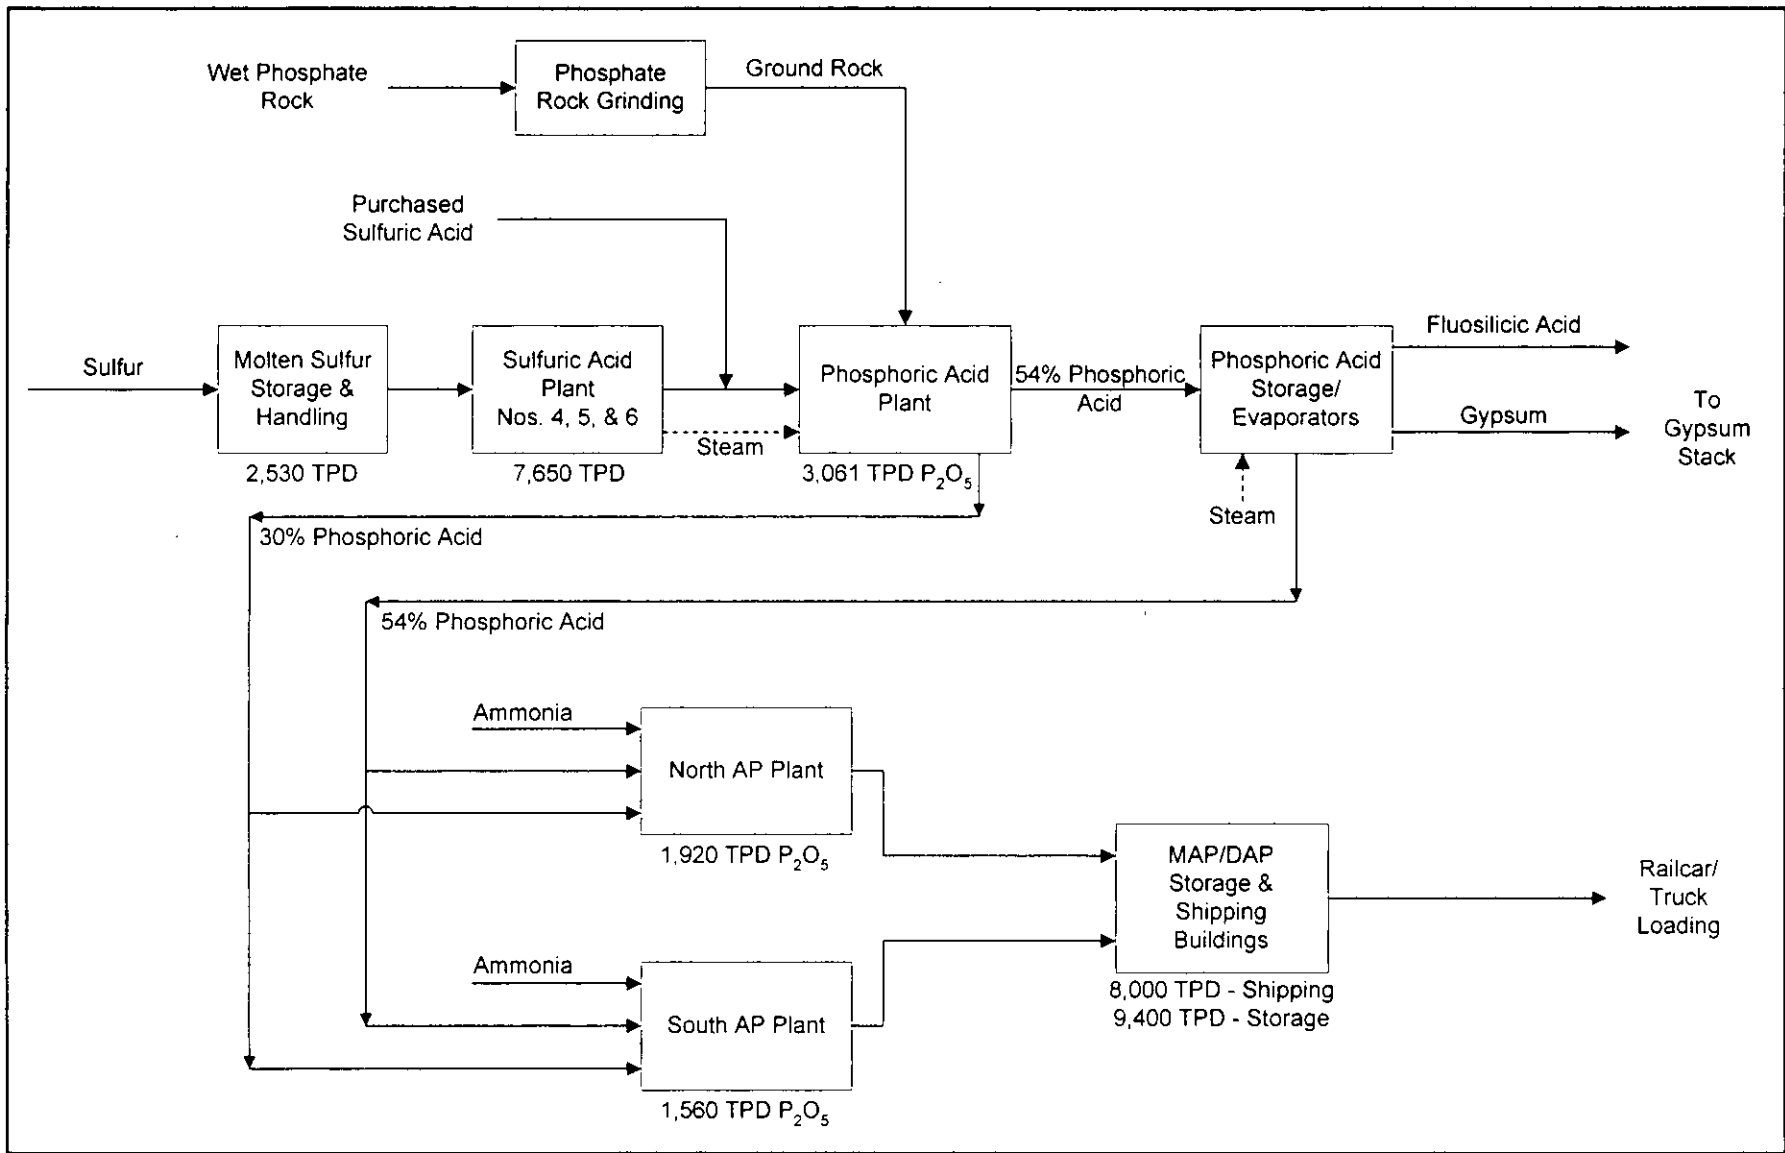 Wet Phosphate
Rock
Phosphate
Rock Grinding
Ground Rock
Purchased
Sulfuric Acid
Sulfur
Molten Sulfur
Storage &
Handling
2,530 TPD
Sulfuric Acid
Plant
Nos. 4, 5, & 6
7,650 TPD
Steam
Phosphoric Acid
Plant
3,061 TPD P₂O₅
54% Phosphoric
Acid
Phosphoric Acid
Storage/
Evaporators
Steam
Fluosilicic Acid
Gypsum
To
Gypsum
Stack
30% Phosphoric Acid
54% Phosphoric Acid
Ammonia
North AP Plant
1,920 TPD P₂O₅
Ammonia
South AP Plant
1,560 TPD P₂O₅
MAP/DAP
Storage &
Shipping
Buildings
8,000 TPD - Shipping
9,400 TPD - Storage
Railcar/
Truck
Loading